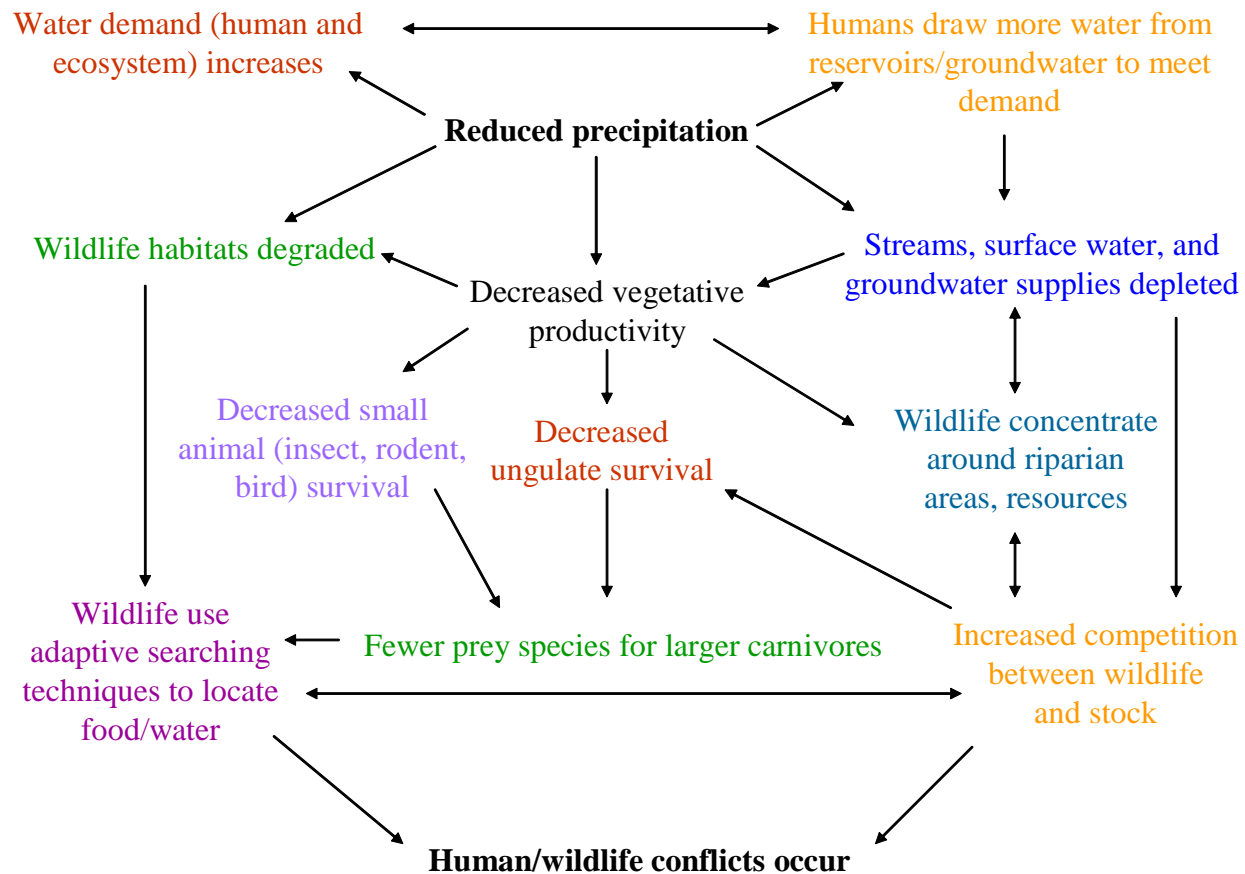 Water demand (human and
ecosystem) increases
Humans draw more water from
reservoirs/groundwater to meet
demand
Reduced precipitation
Wildlife habitats degraded
Streams, surface water, and
groundwater supplies depleted
Decreased vegetative
productivity
Decreased small
animal (insect, rodent,
bird) survival
Decreased
ungulate survival
Wildlife concentrate
around riparian
areas, resources
Wildlife use
adaptive searching
techniques to locate
food/water
Fewer prey species for larger carnivores
Increased competition
between wildlife
and stock
Human/wildlife conflicts occur